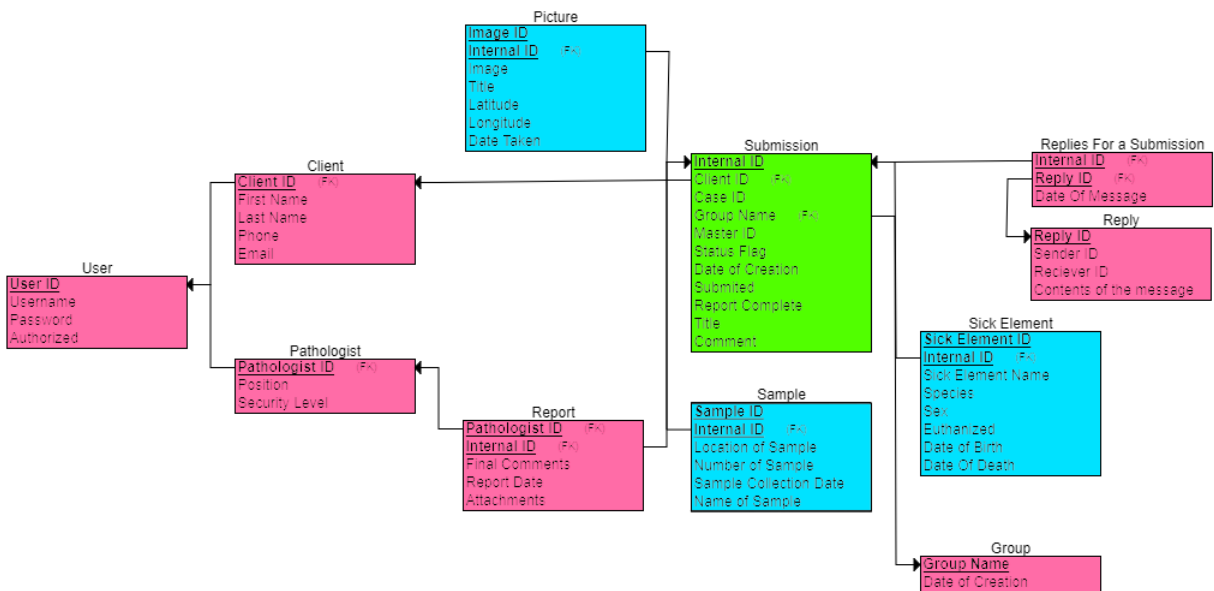 Picture
Image ID
Internal ID (FK)
Image
Title
Latitude
Longitude
Date Taken
Client
Client ID (FK)
First Name
Last Name
Phone
Email
User
User ID
Username
Password
Authorized
Pathologist
Pathologist ID (FK)
Position
Security Level
Report
Pathologist ID (FK)
Internal ID (FK)
Final Comments
Report Date
Attachments
Submission
Internal ID
Client ID (FK)
Case ID
Group Name (FK)
Master ID
Status Flag
Date of Creation
Submited
Report Complete
Title
Comment
Sample
Sample ID
Internal ID (FK)
Location of Sample
Number of Sample
Sample Collection Date
Name of Sample
Replies For a Submission
Internal ID (FK)
Reply ID (FK)
Date Of Message
Reply
Reply ID
Sender ID
Reciever ID
Contents of the message
Sick Element
Sick Element ID
Internal ID (FK)
Sick Element Name
Species
Sex
Euthanized
Date of Birth
Date Of Death
Group
Group Name
Date of Creation